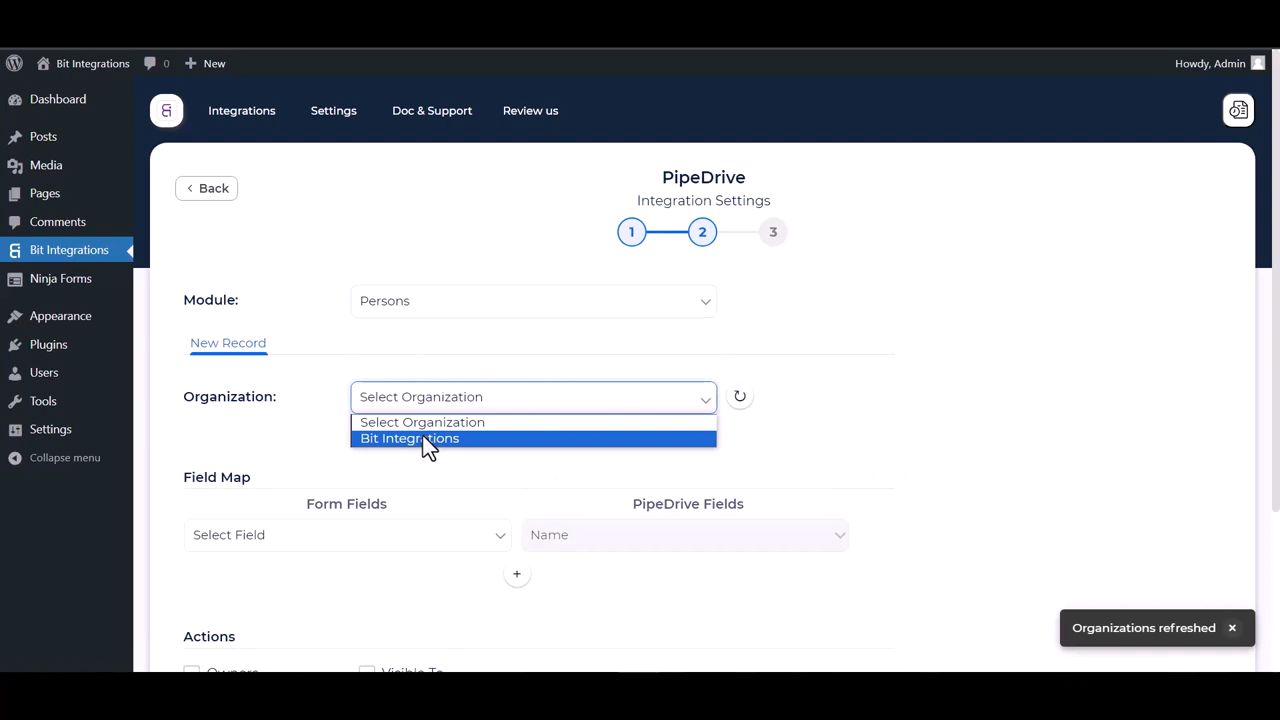 Bit Integrations
0
New
Howdy, Admin
Dashboard
Posts
Media
Pages
Comments
Bit Integrations
Ninja Forms
Appearance
Plugins
Users
Tools
Settings
Collapse menu
Integrations
Settings
Doc & Support
Review us
Back
PipeDrive
Integration Settings
1
2
3
Module:
Persons
New Record
Organization:
Select Organization
Select Organization
Bit Integrations
Field Map
Form Fields
PipeDrive Fields
Select Field
Name
+
Actions
Owners
Visible To
Organizations refreshed ×